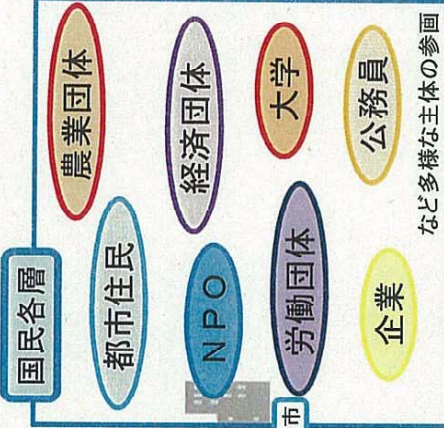 国民各層
農業団体
都市住民
経済団体
NPO
大学
労働団体
公務員
企業
など多様な主体の参画
市